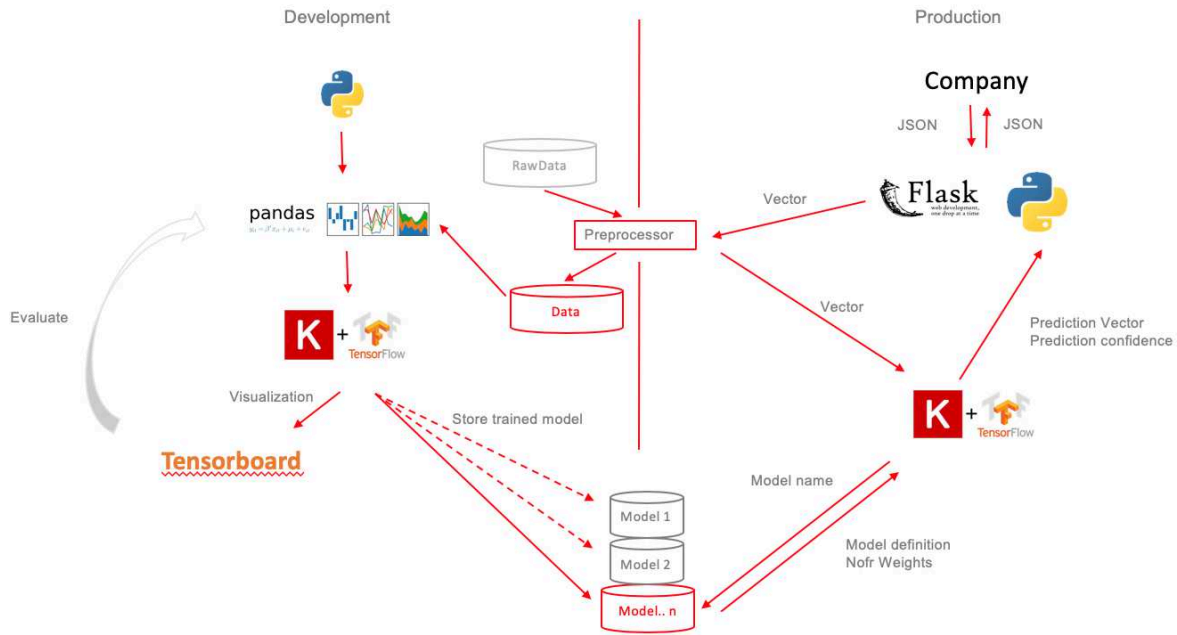 Development
Production
Company
JSON
JSON
RawData
Flask
web development,
one drop at a time
pandas
Vector
Preprocessor
Data
Vector
Evaluate
K
+
TensorFlow
Prediction Vector
Prediction confidence
Visualization
Store trained model
K
+
TensorFlow
Tensorboard
Model name
Model 1
Model definition
Nofr Weights
Model 2
Model.. n